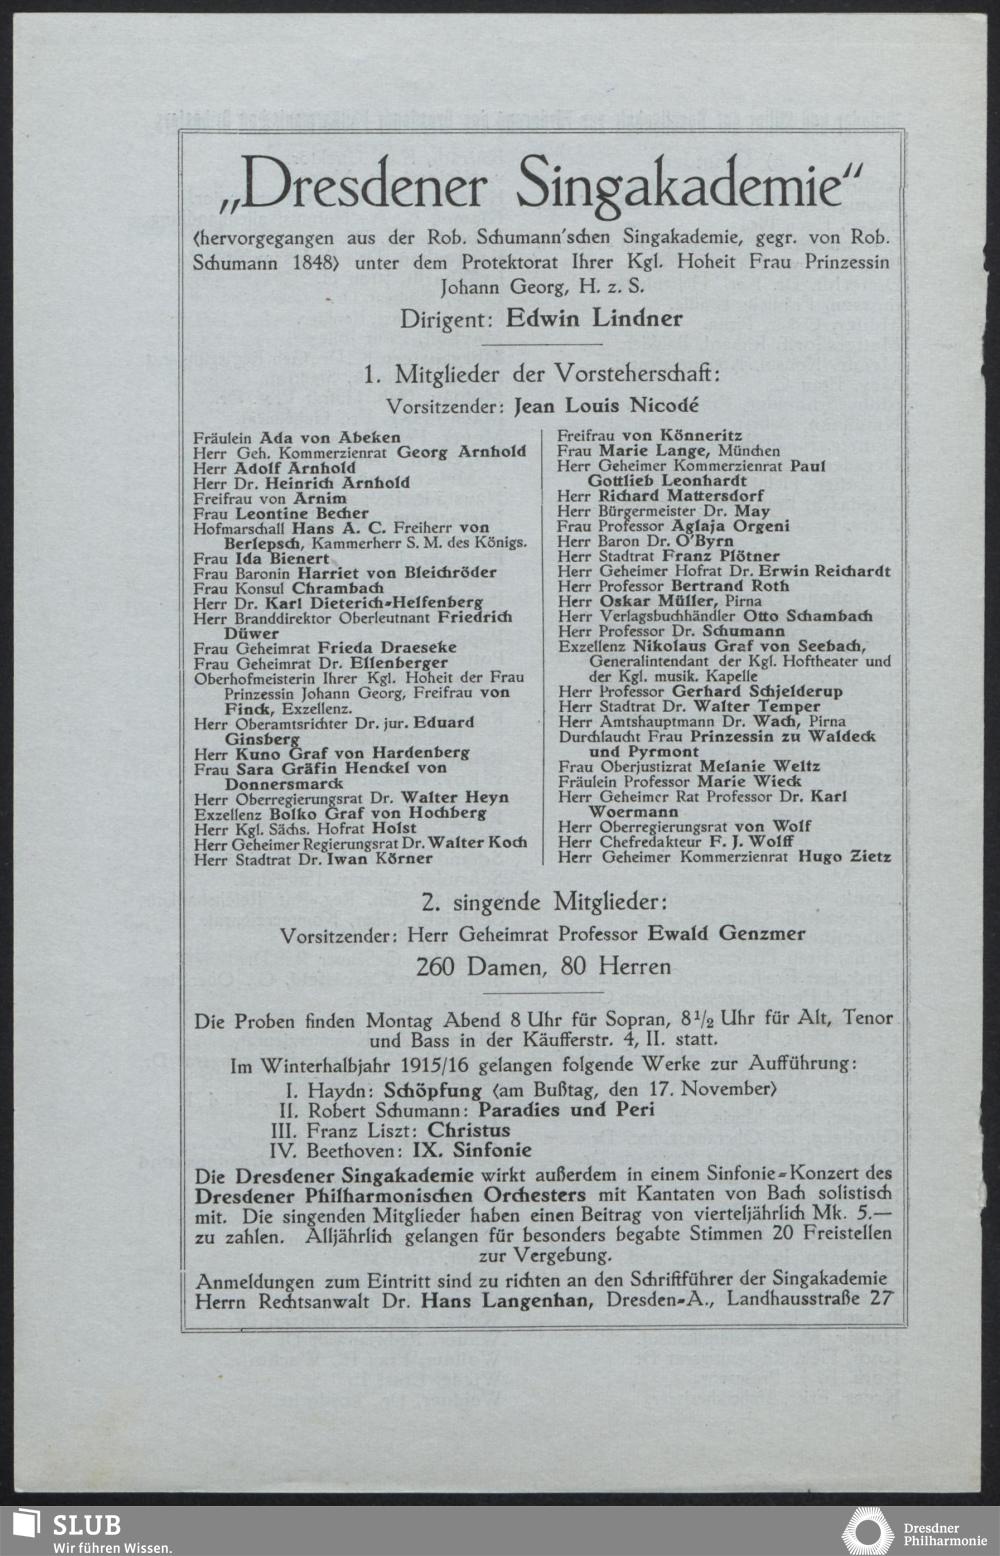 „Dresdener Singakademie“
(hervorgegangen aus der Rob. Schumann'schen Singakademie, gegr. von Rob.
Schumann 1848) unter dem Protektorat Ihrer Kgl. Hoheit Frau Prinzessin
Johann Georg, H. z. S.
Dirigent: Edwin Lindner
1. Mitglieder der Vorsteherschaft:
Vorsitzender: Jean Louis Nicodé
Fräulein Ada von Abeken
Herr Geh. Kommerzienrat Georg Arnhold
Herr Adolf Arnhold
Herr Dr. Heinrich Arnhold
Freifrau von Arnim
Frau Leontine Becher
Hofmarschall Hans A. C. Freiherr von
Berlepsch, Kammerherr S. M. des Königs.
Frau Ida Bienert
Frau Baronin Harriet von Bleichröder
Frau Konsul Chrambach
Herr Dr. Karl Dieterich-Helfenberg
Herr Branddirektor Oberleutnant Friedrich
Düwer
Frau Geheimrat Frieda Draeseke
Frau Geheimrat Dr. Ellenberger
Oberhofmeisterin Ihrer Kgl. Hoheit der Frau
Prinzessin Johann Georg, Freifrau von
Finck, Exzellenz.
Herr Oberamtsrichter Dr. jur. Eduard
Ginsberg
Herr Kuno Graf von Hardenberg
Frau Sara Gräfin Henckel von
Donnersmarck
Herr Oberregierungsrat Dr. Walter Heyn
Exzellenz Bolko Graf von Hochberg
Herr Kgl. Sächs. Hofrat Holst
Herr Geheimer Regierungsrat Dr. Walter Koch
Herr Stadtrat Dr. Iwan Körner
Freifrau von Könneritz
Frau Marie Lange, München
Herr Geheimer Kommerzienrat Paul
Gottlieb Leonhardt
Herr Richard Mattersdorf
Herr Bürgermeister Dr. May
Frau Professor Aglaja Orgeni
Herr Baron Dr. O'Byrn
Herr Stadtrat Franz Plötner
Herr Geheimer Hofrat Dr. Erwin Reichardt
Herr Professor Bertrand Roth
Herr Oskar Müller, Pirna
Herr Verlagsbuchhändler Otto Schambach
Herr Professor Dr. Schumann
Exzellenz Nikolaus Graf von Seebach,
Generalintendant der Kgl. Hoftheater und
der Kgl. musik. Kapelle
Herr Professor Gerhard Schjelderup
Herr Stadtrat Dr. Walter Temper
Herr Amtshauptmann Dr. Wach, Pirna
Durchlaucht Frau Prinzessin zu Waldeck
und Pyrmont
Frau Oberjustizrat Melanie Weltz
Fräulein Professor Marie Wieck
Herr Geheimer Rat Professor Dr. Karl
Woermann
Herr Oberregierungsrat von Wolf
Herr Chefredakteur F. J. Wolff
Herr Geheimer Kommerzienrat Hugo Zietz
2. singende Mitglieder:
Vorsitzender: Herr Geheimrat Professor Ewald Genzmer
260 Damen, 80 Herren
Die Proben finden Montag Abend 8 Uhr für Sopran, 8½ Uhr für Alt, Tenor
und Bass in der Käufferstr. 4, II. statt.
Im Winterhalbjahr 1915/16 gelangen folgende Werke zur Aufführung:
I. Haydn: Schöpfung (am Bußtag, den 17. November)
II. Robert Schumann: Paradies und Peri
III. Franz Liszt: Christus
IV. Beethoven: IX. Sinfonie
Die Dresdener Singakademie wirkt außerdem in einem Sinfonie-Konzert des
Dresdener Philharmonischen Orchesters mit Kantaten von Bach solistisch
mit. Die singenden Mitglieder haben einen Beitrag von vierteljährlich Mk. 5.—
zu zahlen. Alljährlich gelangen für besonders begabte Stimmen 20 Freistellen
zur Vergebung.
Anmeldungen zum Eintritt sind zu richten an den Schriftführer der Singakademie
Herrn Rechtsanwalt Dr. Hans Langenhan, Dresden-A., Landhausstraße 27
SLUB
Wir führen Wissen.
Dresdner
Philharmonie